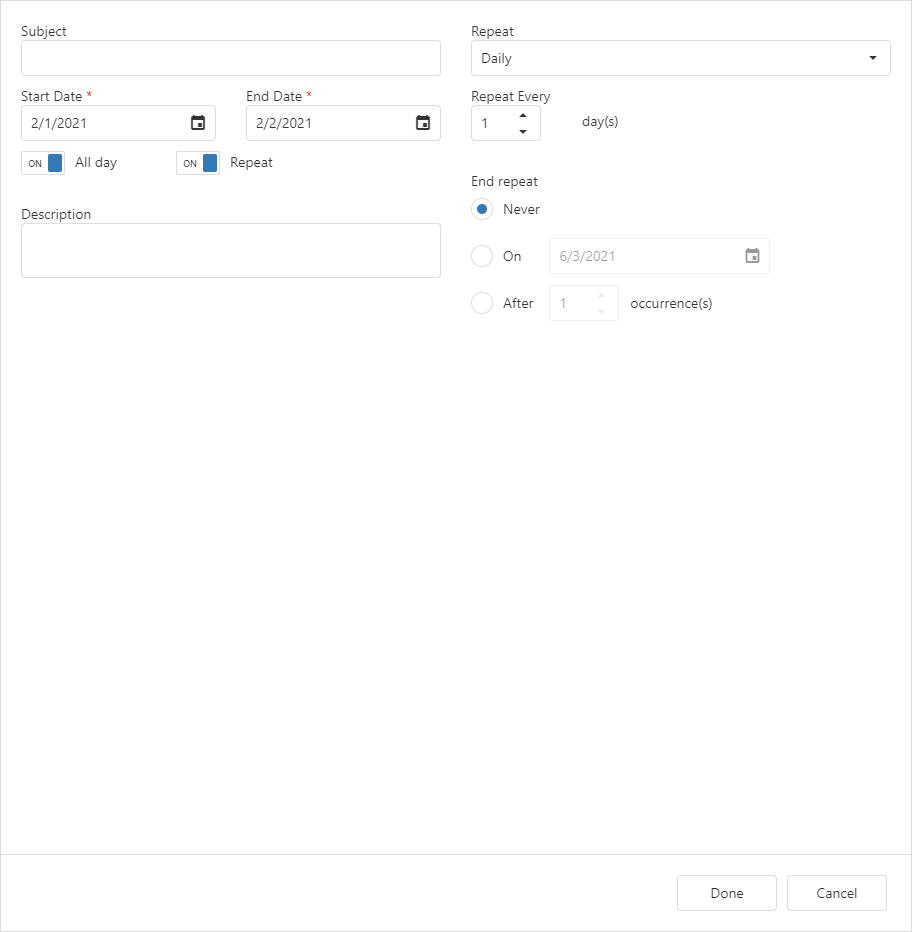 Subject
Start Date *
End Date *
2/1/2021
2/2/2021
ON
All day
ON
Repeat
Description
Repeat
Daily
Repeat Every
1
day(s)
End repeat
Never
On
6/3/2021
After
1
occurrence(s)
Done
Cancel